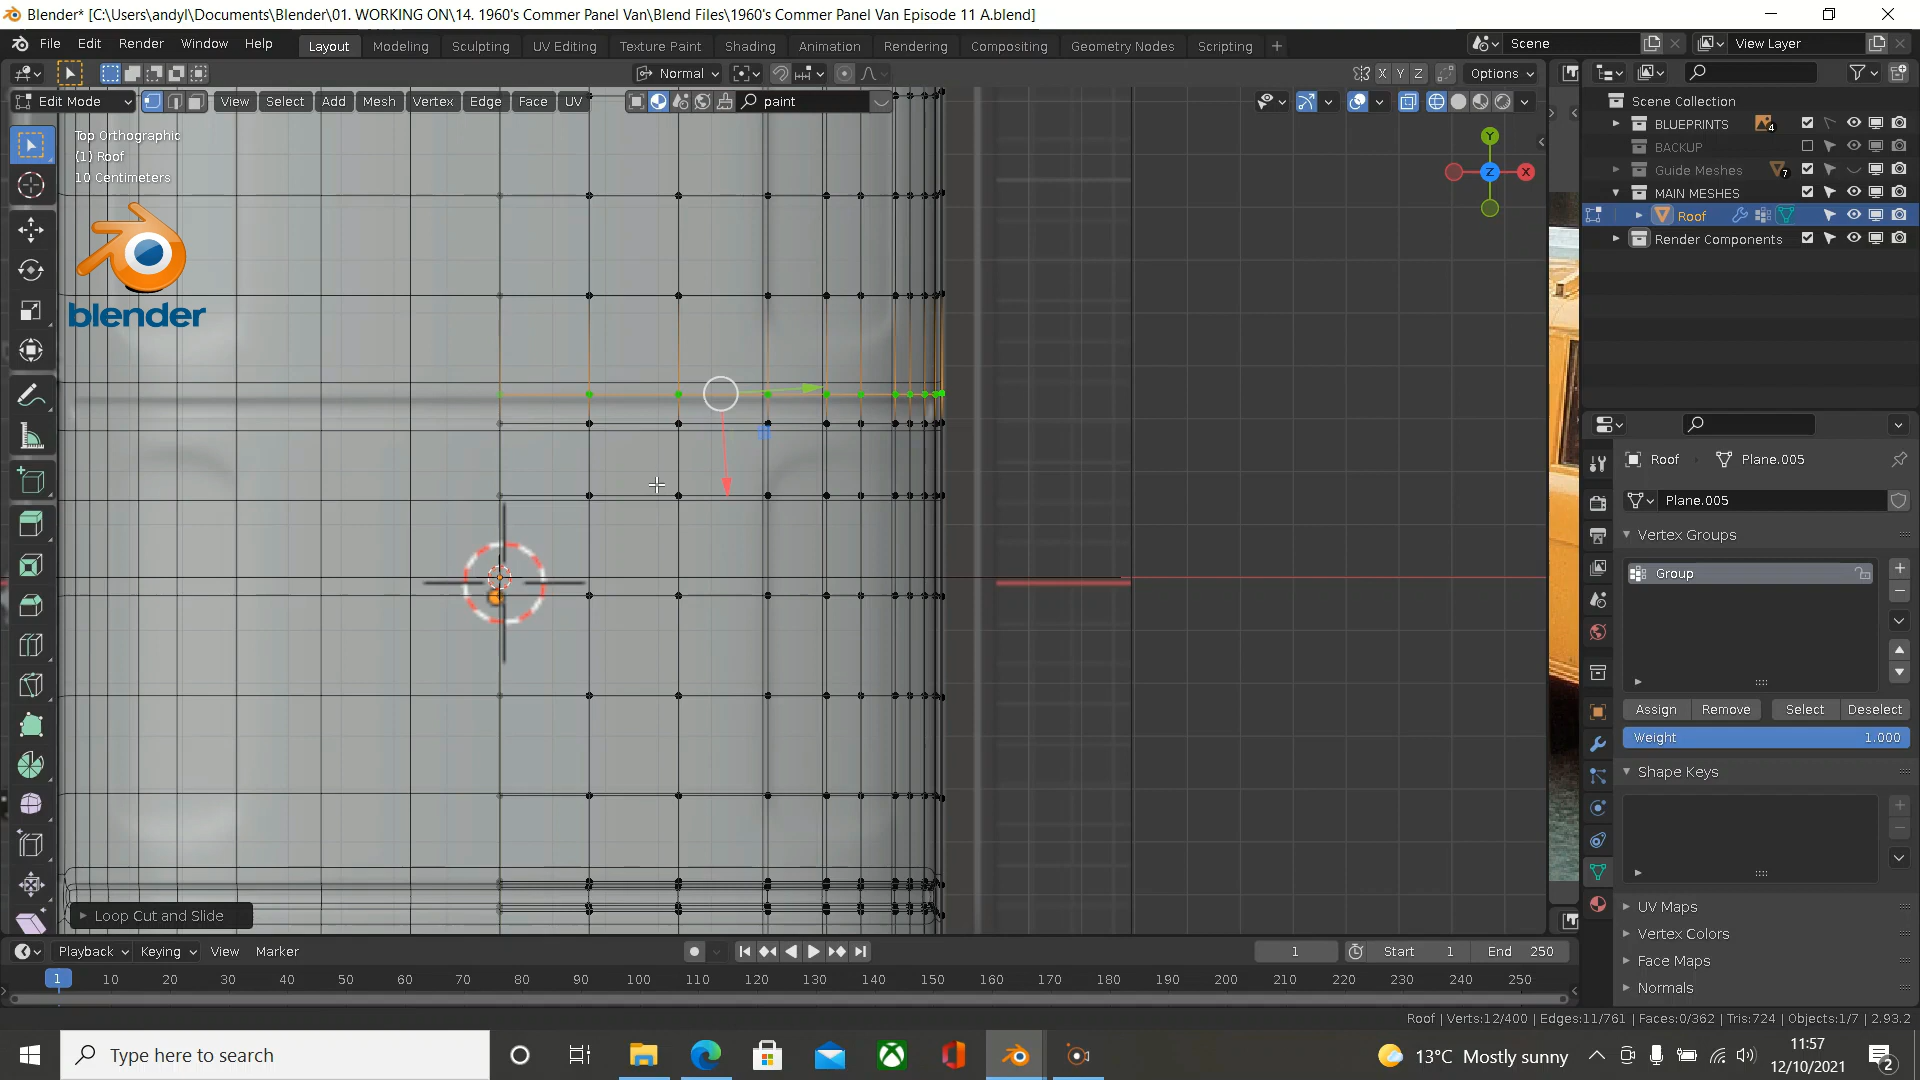 Blender* [C:\Users\andyl\Documents\Blender\01. WORKING ON\14. 1960's Commer Panel Van\Blend Files\1960's Commer Panel Van Episode 11 A.blend]
File Edit Render Window Help Layout Modeling Sculpting UV Editing Texture Paint Shading Animation Rendering Compositing Geometry Nodes Scripting + Scene View Layer
Normal X Y Z Options
Edit Mode View Select Add Mesh Vertex Edge Face UV paint
Top Orthographic
(1) Roof
10 Centimeters
blender
Y
Z
X
Scene Collection
BLUEPRINTS 4
BACKUP
Guide Meshes 7
MAIN MESHES
Roof
Render Components
Roof Plane.005
Plane.005
Vertex Groups
Group
Assign Remove Select Deselect
Weight 1.000
Shape Keys
UV Maps
Vertex Colors
Face Maps
Normals
Loop Cut and Slide
Playback Keying View Marker 1 Start 1 End 250
1 10 20 30 40 50 60 70 80 90 100 110 120 130 140 150 160 170 180 190 200 210 220 230 240 250
Roof | Verts:12/400 | Edges:11/761 | Faces:0/362 | Tris:724 | Objects:1/7 | 2.93.2
Type here to search
13°C Mostly sunny
11:57
12/10/2021
2